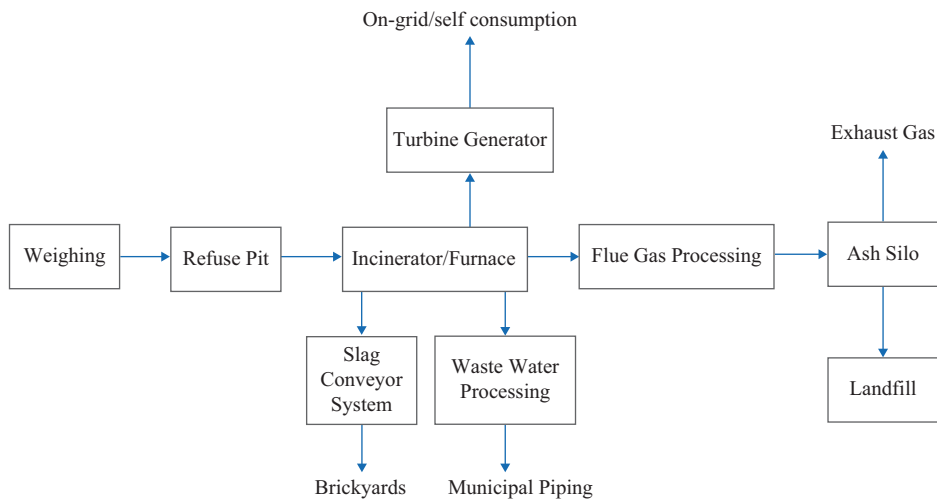 On-grid/self consumption
Turbine Generator
Exhaust Gas
Weighing
Refuse Pit
Incinerator/Furnace
Flue Gas Processing
Ash Silo
Slag
Conveyor
System
Waste Water
Processing
Landfill
Brickyards
Municipal Piping